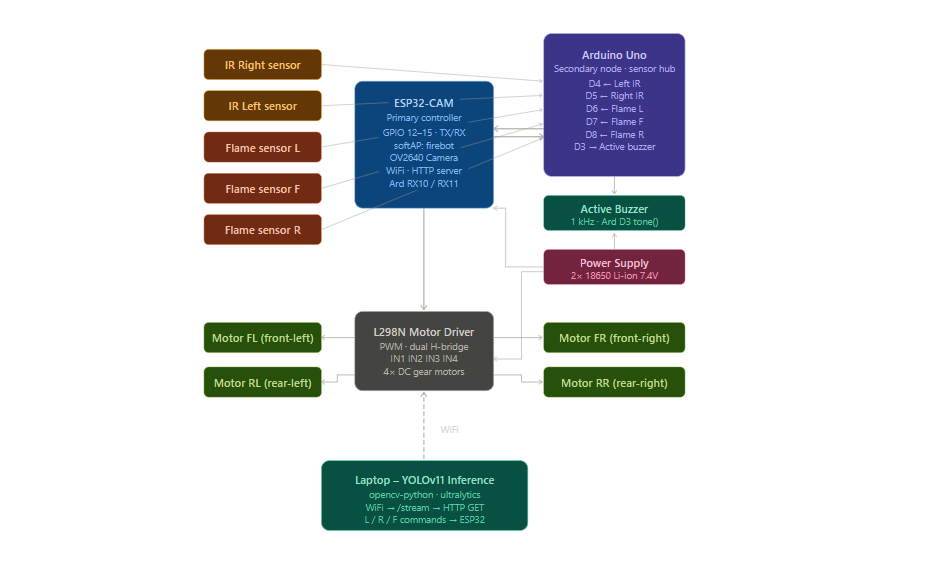 IR Right sensor
IR Left sensor
Flame sensor L
Flame sensor F
Flame sensor R
ESP32-CAM
Primary controller
GPIO 12–15 · TX/RX
softAP: firebot
OV2640 Camera
WiFi · HTTP server
Ard RX10 / RX11
Arduino Uno
Secondary node · sensor hub
D4 ← Left IR
D5 ← Right IR
D6 ← Flame L
D7 ← Flame F
D8 ← Flame R
D3 → Active buzzer
Active Buzzer
1 kHz · Ard D3 tone()
Power Supply
2× 18650 Li-ion 7.4V
Motor FL (front-left)
Motor RL (rear-left)
L298N Motor Driver
PWM · dual H-bridge
IN1 IN2 IN3 IN4
4× DC gear motors
Motor FR (front-right)
Motor RR (rear-right)
WiFi
Laptop – YOLOv11 Inference
opencv-python · ultralytics
WiFi → /stream → HTTP GET
L / R / F commands → ESP32